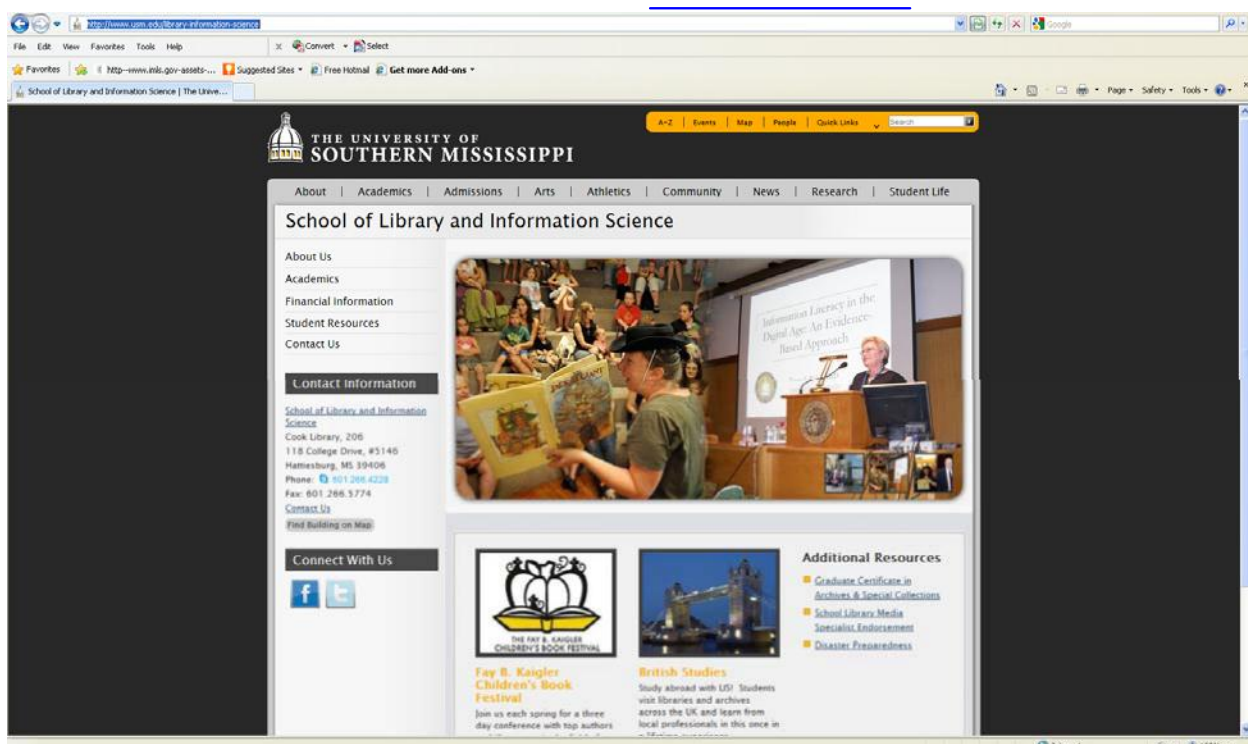 http://www.usm.edu/library-information-science
Google
File Edit View Favorites Tools Help
x Convert Select
Favorites http--www.imls.gov-assets-... Suggested Sites Free Hotmail Get more Add-ons
School of Library and Information Science | The Unive...
Page Safety Tools
A-Z | Events | Map | People | Quick Links Search
THE UNIVERSITY OF
SOUTHERN MISSISSIPPI
About | Academics | Admissions | Arts | Athletics | Community | News | Research | Student Life
School of Library and Information Science
About Us
Academics
Financial Information
Student Resources
Contact Us
Information Literacy in the
Digital Age: An Evidence-
Based Approach
Contact Information
School of Library and Information
Science
Cook Library, 206
118 College Drive, #5146
Hattiesburg, MS 39406
Phone: 601.266.4228
Fax: 601.266.5774
Contact Us
Find Building on Map
Connect With Us
THE FAY B. KAIGLER
CHILDREN'S BOOK FESTIVAL
Fay B. Kaigler
Children's Book
Festival
Join us each spring for a three
day conference with top authors
British Studies
Study abroad with LIS! Students
visit libraries and archives
across the UK and learn from
local professionals in this once in
Additional Resources
Graduate Certificate in
Archives & Special Collections
School Library Media
Specialist Endorsement
Disaster Preparedness